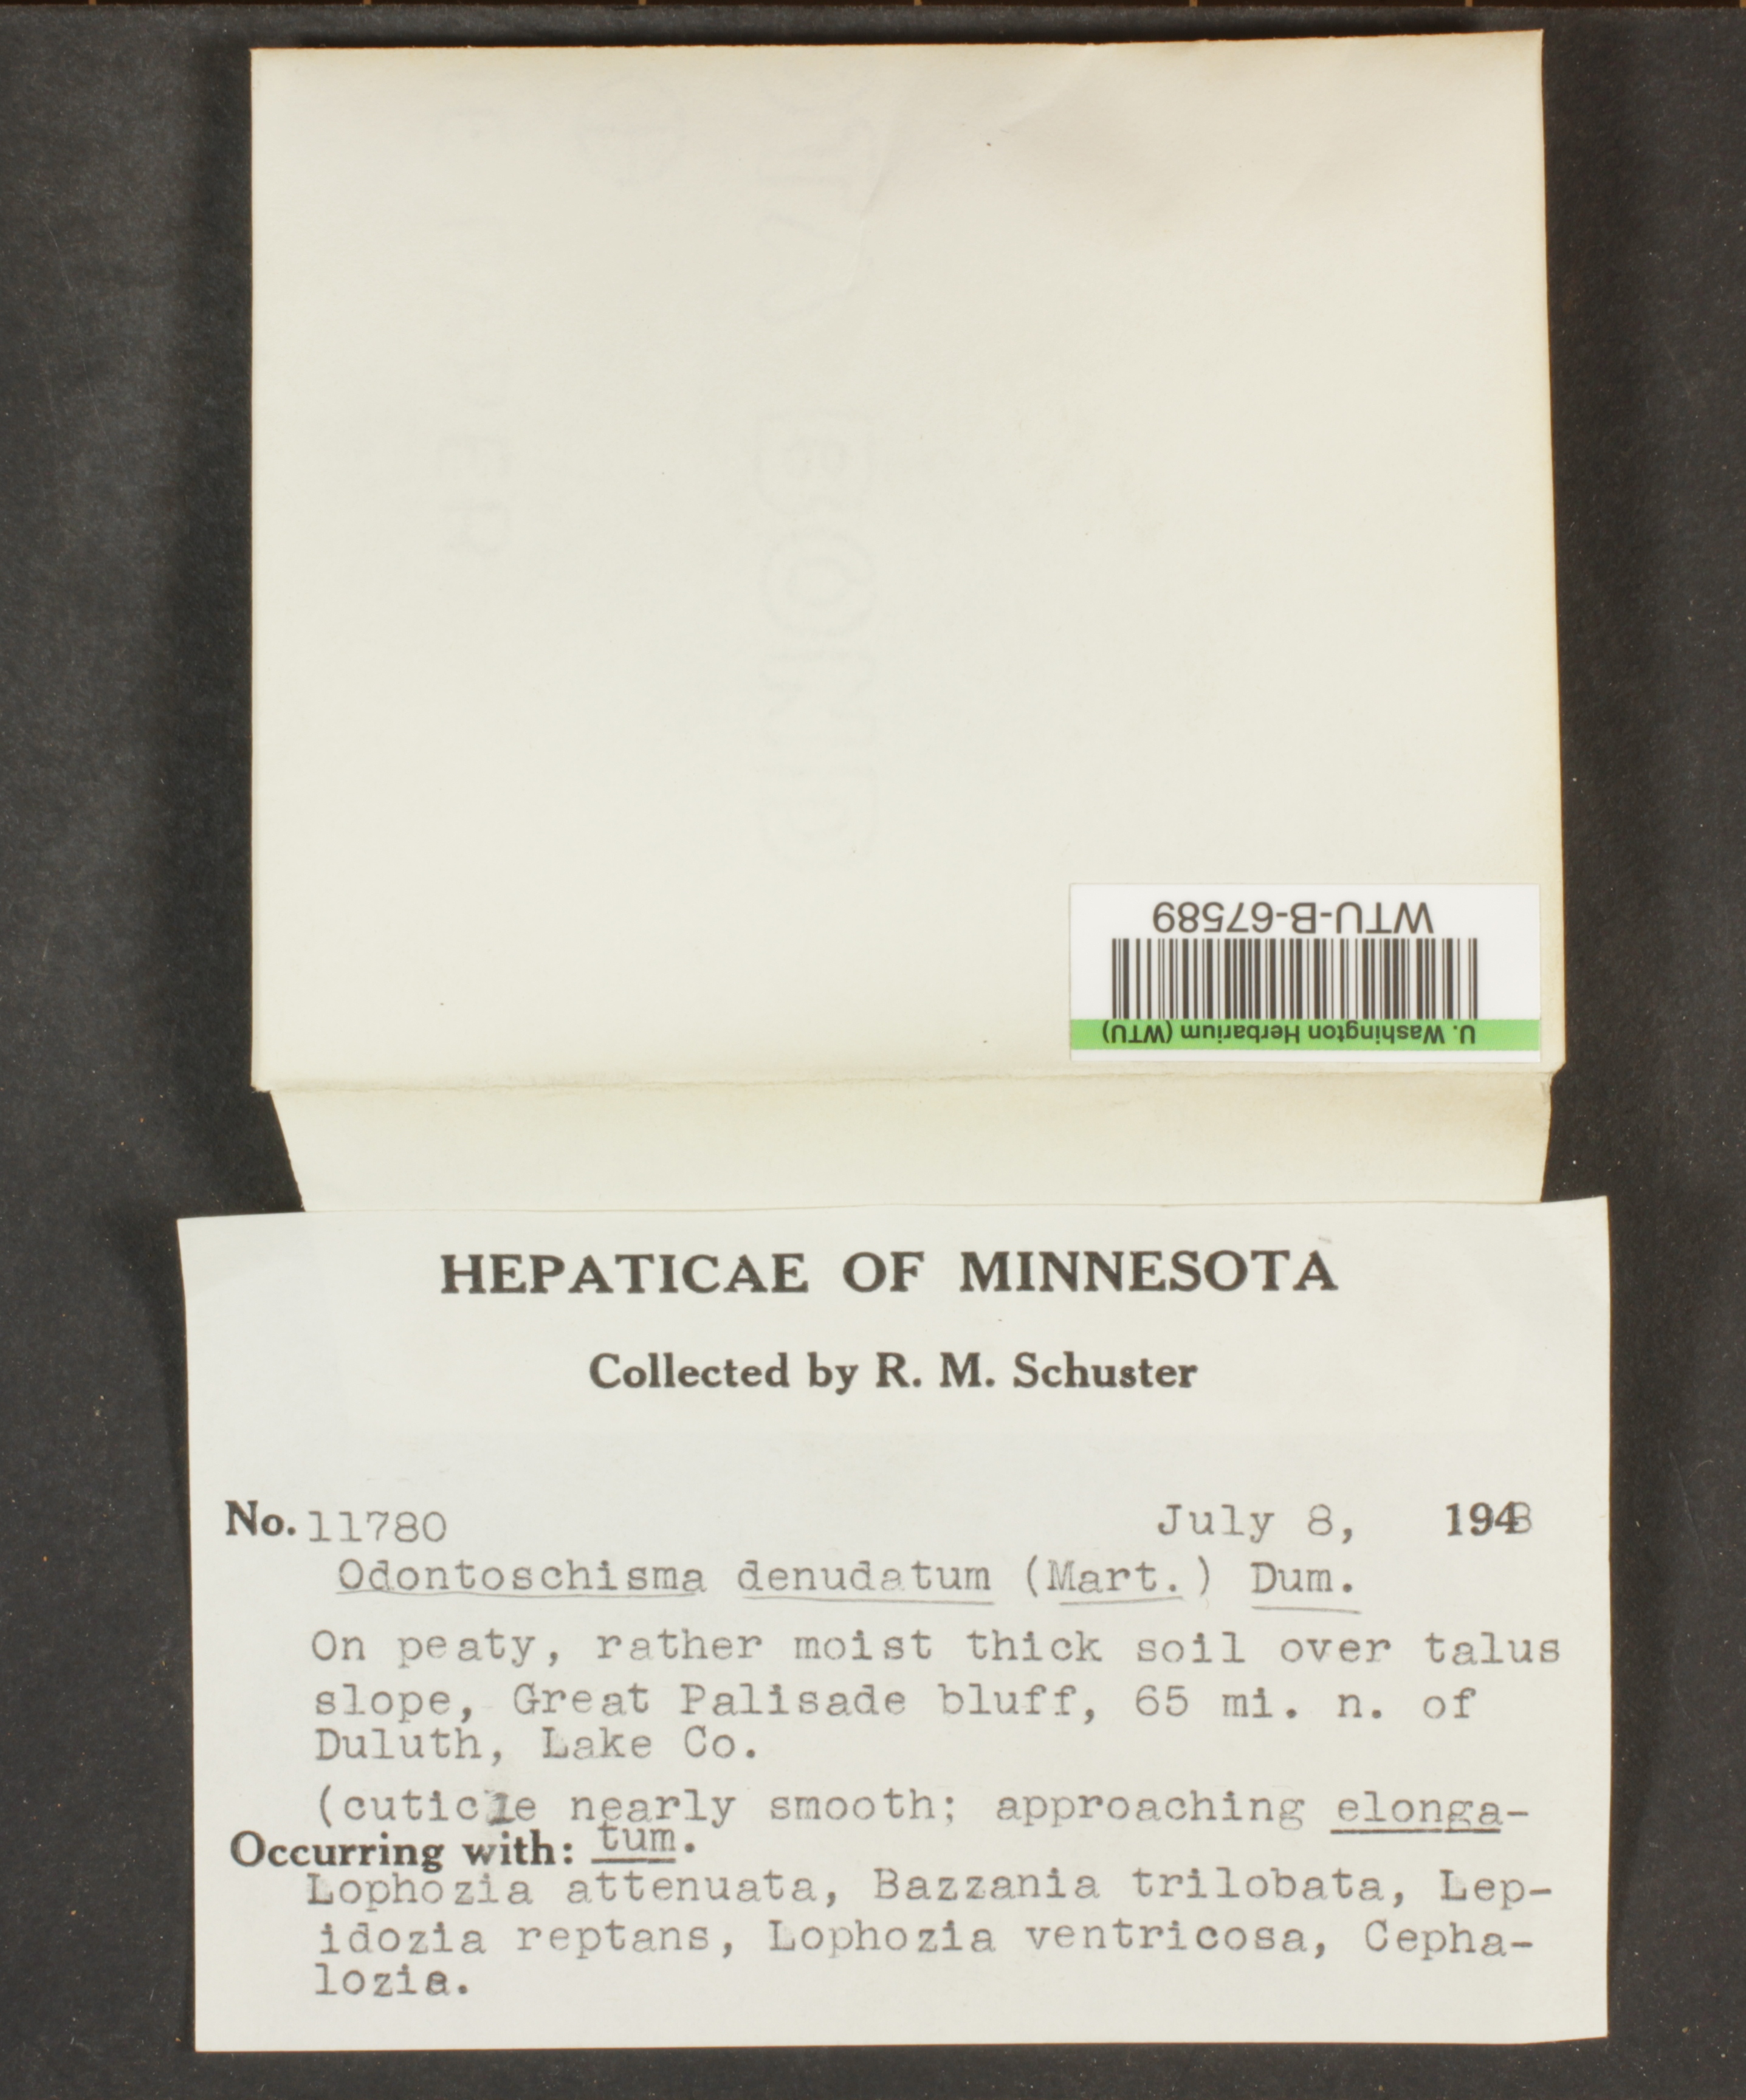 WTU-B-67589
U. Washington Herbarium (WTU)
HEPATICAE OF MINNESOTA
Collected by R. M. Schuster
No. 11780 July 8, 1948
Odontoschisma denudatum (Mart.) Dum.
On peaty, rather moist thick soil over talus
slope, Great Palisade bluff, 65 mi. n. of
Duluth, Lake Co.
(cuticle nearly smooth; approaching elonga-
Occurring with: tum.
Lophozia attenuata, Bazzania trilobata, Lep-
idozia reptans, Lophozia ventricosa, Cepha-
lozia.